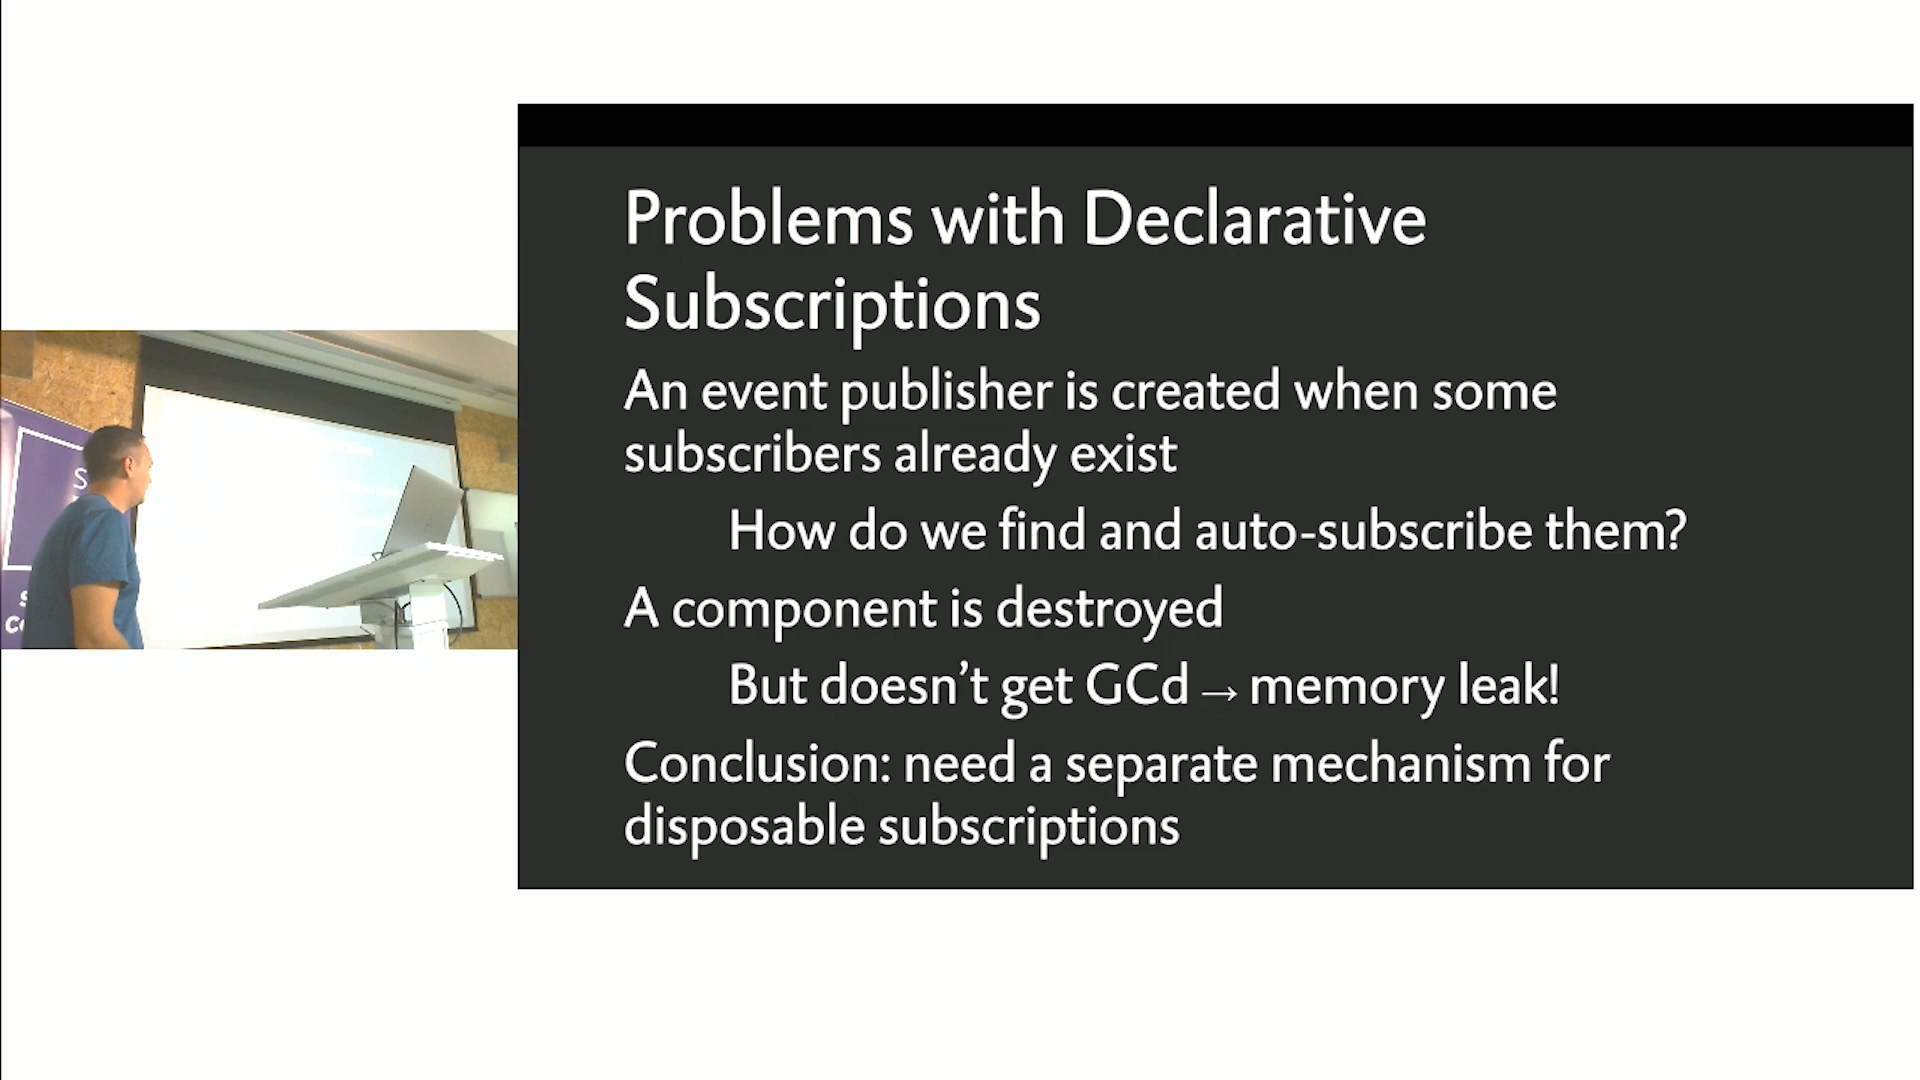 Problems with Declarative
Subscriptions
An event publisher is created when some
subscribers already exist
How do we find and auto-subscribe them?
A component is destroyed
But doesn’t get GCd → memory leak!
Conclusion: need a separate mechanism for
disposable subscriptions